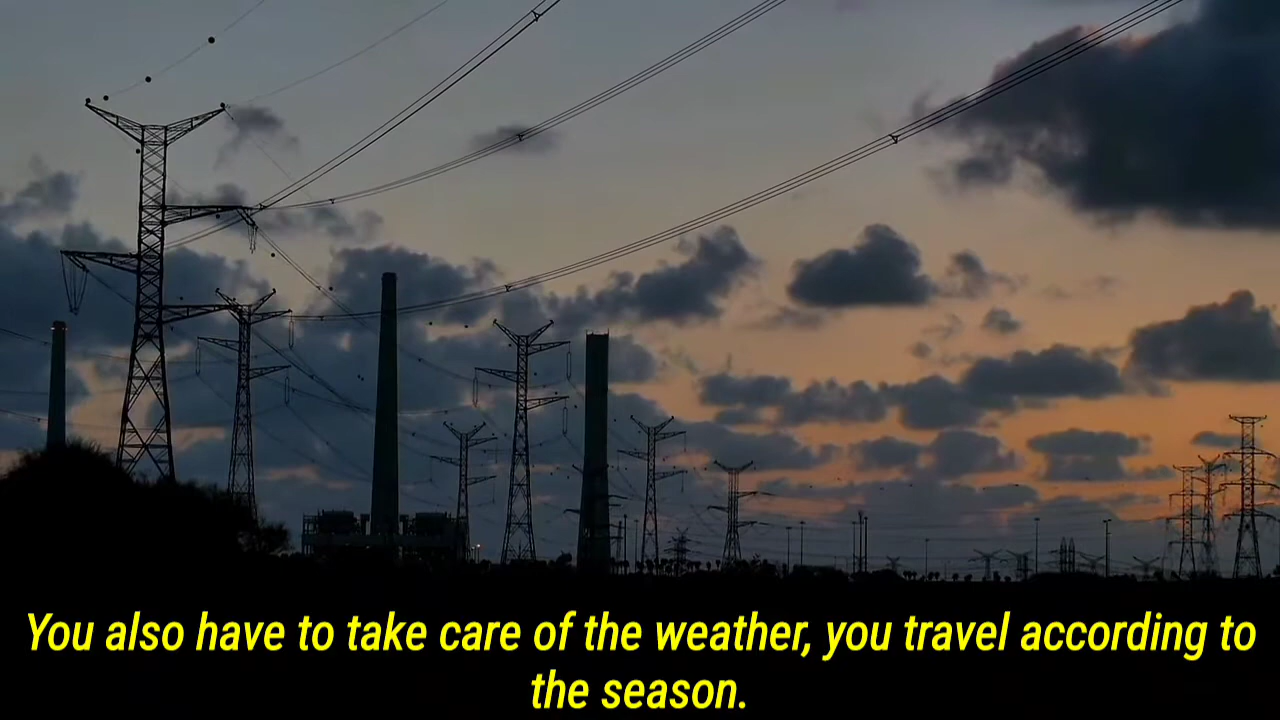 You also have to take care of the weather, you travel according to
the season.